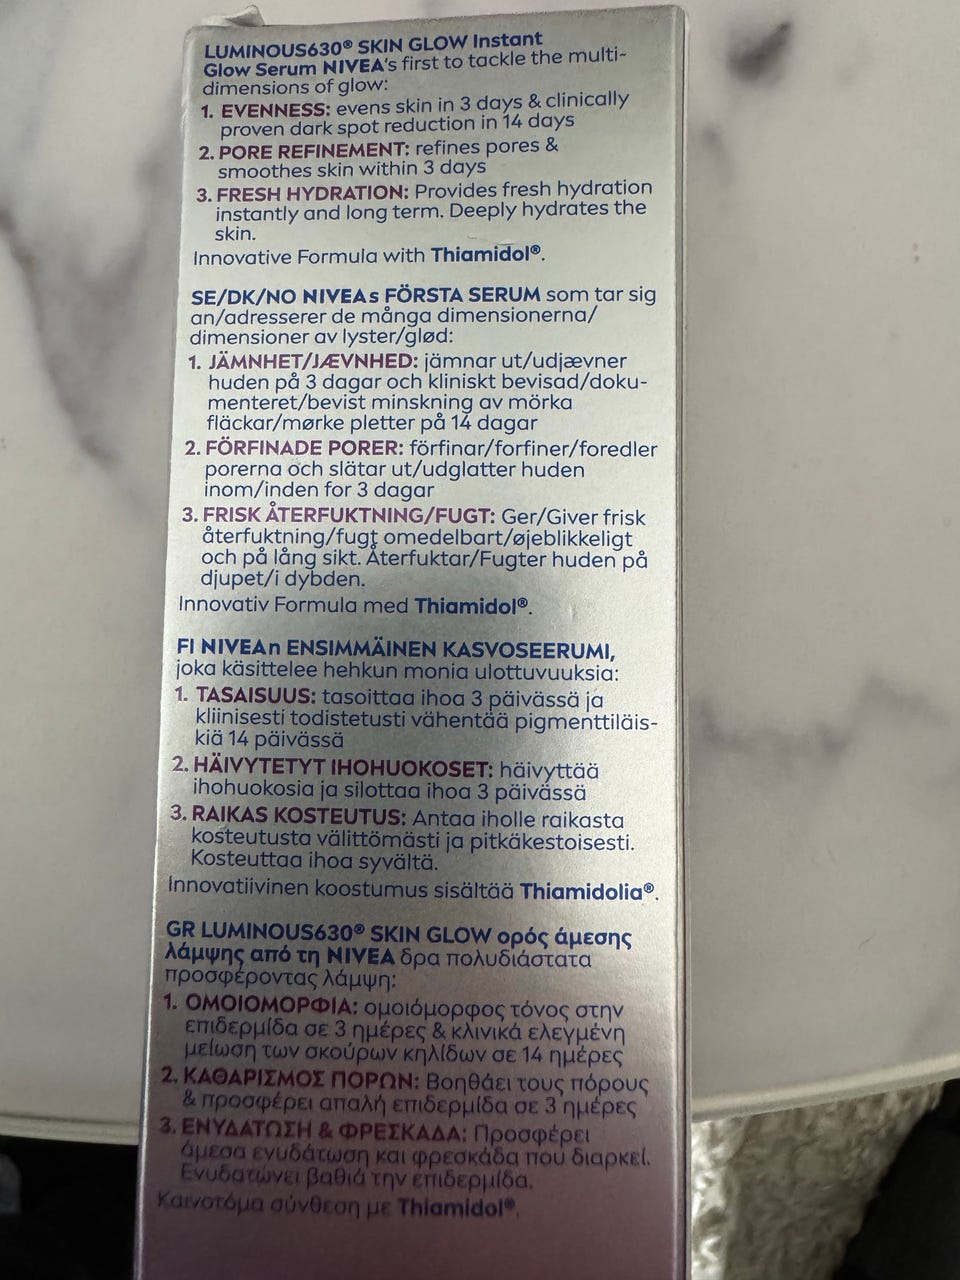 LUMINOUS630® SKIN GLOW Instant
Glow Serum NIVEA's first to tackle the multi-
dimensions of glow:
1. EVENNESS: evens skin in 3 days & clinically
proven dark spot reduction in 14 days
2. PORE REFINEMENT: refines pores &
smoothes skin within 3 days
3. FRESH HYDRATION: Provides fresh hydration
instantly and long term. Deeply hydrates the
skin.
Innovative Formula with Thiamidol®.
SE/DK/NO NIVEAs FÖRSTA SERUM som tar sig
an/adresserer de många dimensionerna/
dimensioner av lyster/glød:
1. JÄMNHET/JÆVNHED: jämnar ut/udjævner
huden på 3 dagar och kliniskt bevisad/doku-
menteret/bevist minskning av mörka
fläckar/mørke pletter på 14 dagar
2. FÖRFINADE PORER: förfinar/forfiner/foredler
porerna och slätar ut/udglatter huden
inom/inden for 3 dagar
3. FRISK ÅTERFUKTNING/FUGT: Ger/Giver frisk
återfuktning/fugt omedelbart/øjeblikkeligt
och på lång sikt. Återfuktar/Fugter huden på
djupet/i dybden.
Innovativ Formula med Thiamidol®.
FI NIVEAn ENSIMMÄINEN KASVOSEERUMI,
joka käsittelee hehkun monia ulottuvuuksia:
1. TASAISUUS: tasoittaa ihoa 3 päivässä ja
kliinisesti todistetusti vähentää pigmenttiläis-
kiä 14 päivässä
2. HÄIVYTETYT IHOHUOKOSET: häivyttää
ihohuokosia ja silottaa ihoa 3 päivässä
3. RAIKAS KOSTEUTUS: Antaa iholle raikasta
kosteutusta välittömästi ja pitkäkestoisesti.
Kosteuttaa ihoa syvältä.
Innovatiivinen koostumus sisältää Thiamidolia®.
GR LUMINOUS630® SKIN GLOW ορός άμεσης
λάμψης από τη NIVEA δρα πολυδιάστατα
προσφέροντας λάμψη:
1. ΟΜΟΙΟΜΟΡΦΙΑ: ομοιόμορφος τόνος στην
επιδερμίδα σε 3 ημέρες & κλινικά ελεγμένη
μείωση των σκούρων κηλίδων σε 14 ημέρες
2. ΚΑΘΑΡΙΣΜΟΣ ΠΟΡΩΝ: Βοηθάει τους πόρους
& προσφέρει απαλή επιδερμίδα σε 3 ημέρες
3. ΕΝΥΔΑΤΩΣΗ & ΦΡΕΣΚΑΔΑ: Προσφέρει
άμεσα ενυδάτωση και φρεσκάδα που διαρκεί.
Ενυδατώνει βαθιά την επιδερμίδα.
Καινοτόμα σύνθεση με Thiamidol®.